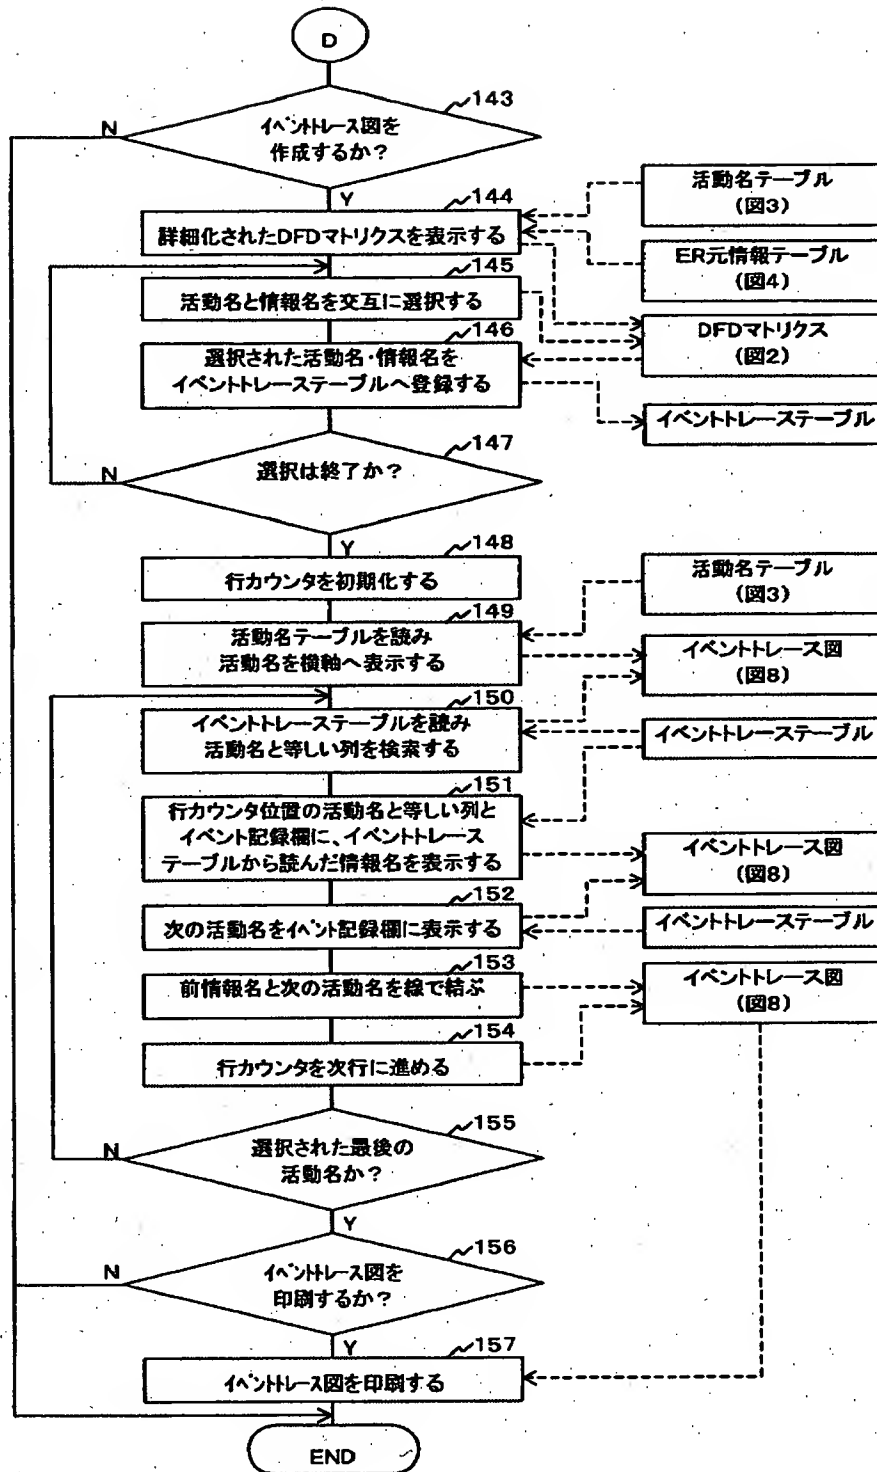 D
143
N
イベントトレース図を
作成するか？
Y
144
詳細化されたDFDマトリクスを表示する
活動名テーブル
(図3)
ER元情報テーブル
(図4)
145
活動名と情報名を交互に選択する
DFDマトリクス
(図2)
146
選択された活動名・情報名を
イベントトレーステーブルへ登録する
イベントトレーステーブル
147
N
選択は終了か？
Y
148
行カウンタを初期化する
活動名テーブル
(図3)
149
活動名テーブルを読み
活動名を横軸へ表示する
イベントトレース図
(図8)
150
イベントトレーステーブルを読み
活動名と等しい列を検索する
イベントトレーステーブル
151
行カウンタ位置の活動名と等しい列と
イベント記録欄に、イベントトレース
テーブルから読んだ情報名を表示する
イベントトレース図
(図8)
152
次の活動名をイベント記録欄に表示する
イベントトレーステーブル
153
前情報名と次の活動名を線で結ぶ
イベントトレース図
(図8)
154
行カウンタを次行に進める
155
N
選択された最後の
活動名か？
Y
156
N
イベントトレース図を
印刷するか？
Y
157
イベントトレース図を印刷する
END